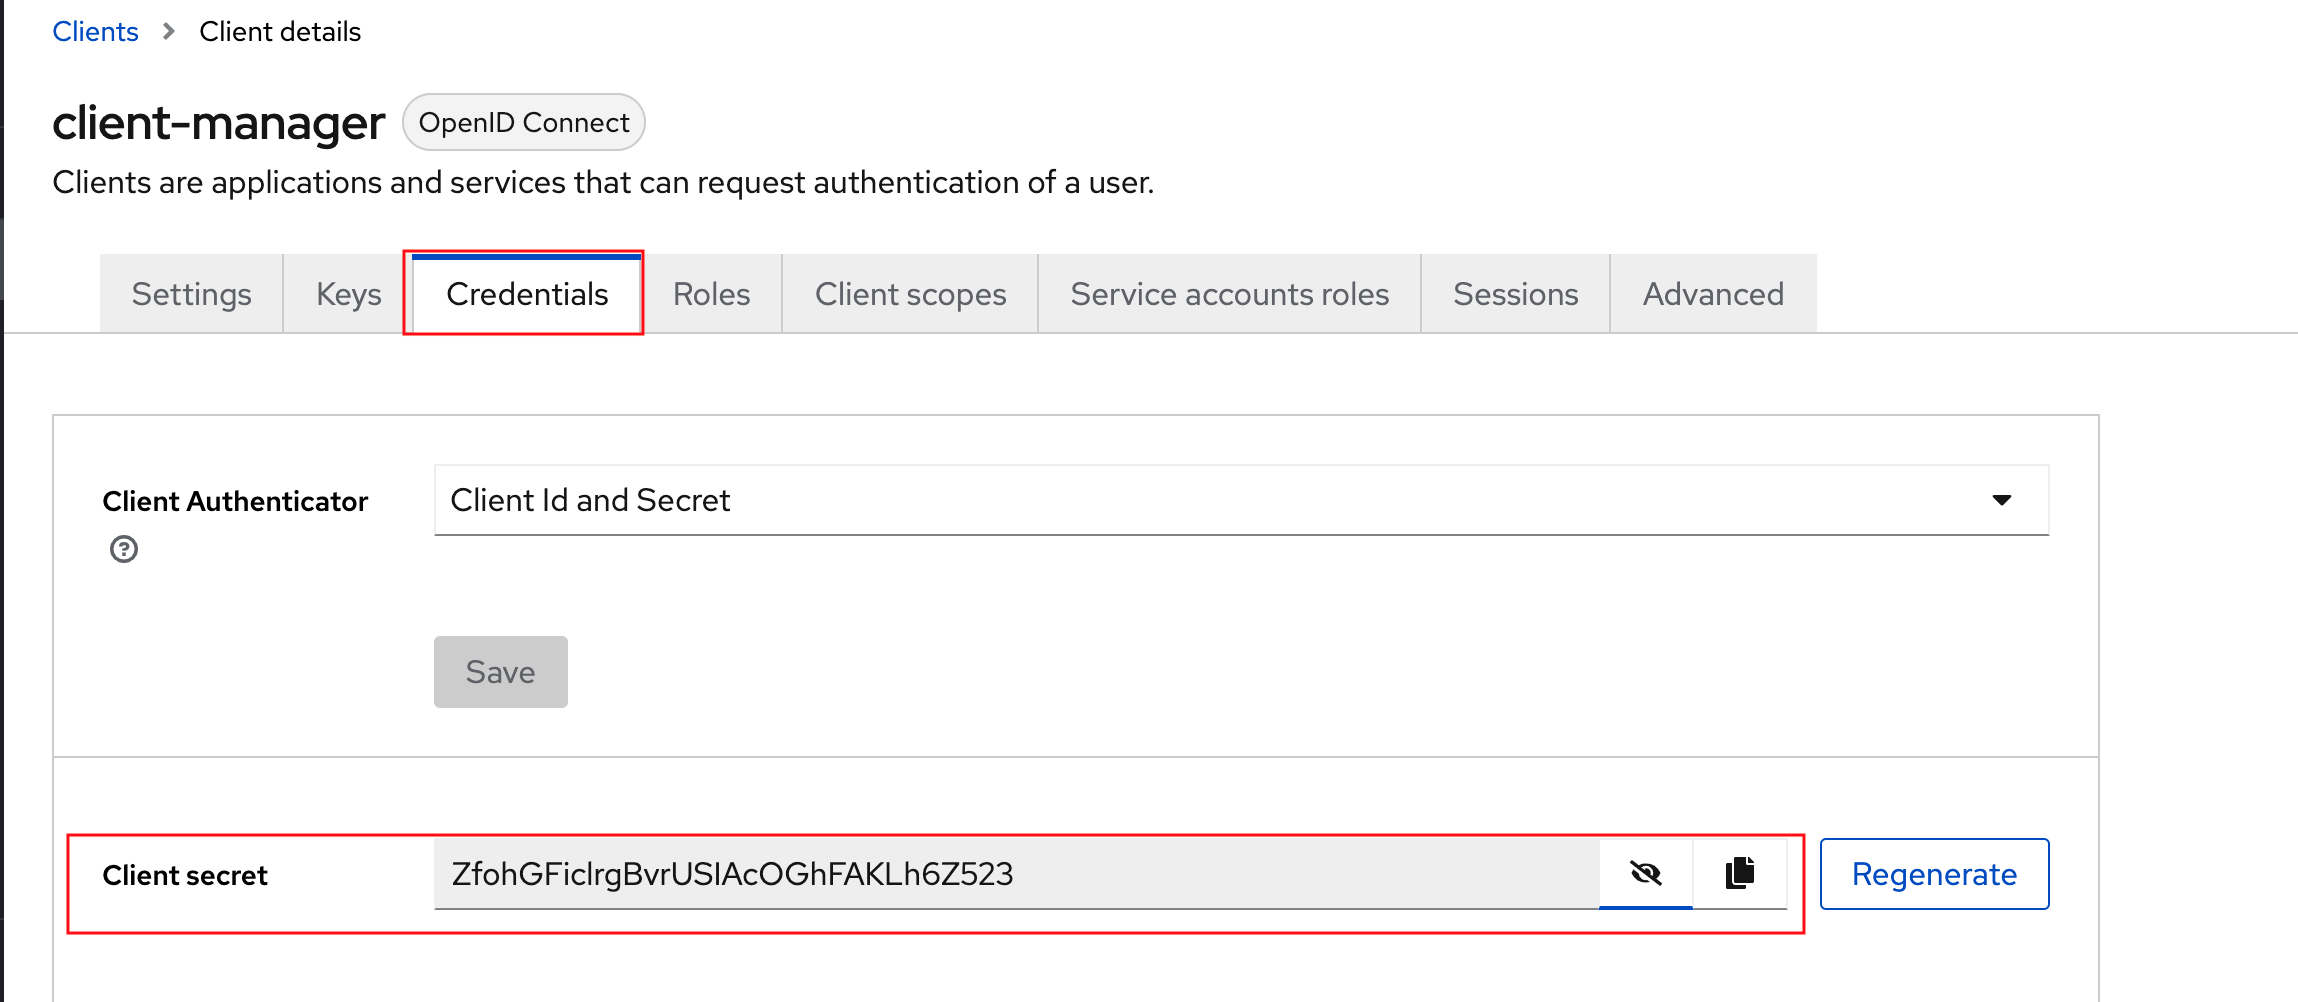 Clients > Client details
client-manager OpenID Connect
Clients are applications and services that can request authentication of a user.
Settings Keys Credentials Roles Client scopes Service accounts roles Sessions Advanced
Client Authenticator Client Id and Secret
Save
Client secret ZfohGFiclrgBvrUSIAcOGhFAKLh6Z523 Regenerate